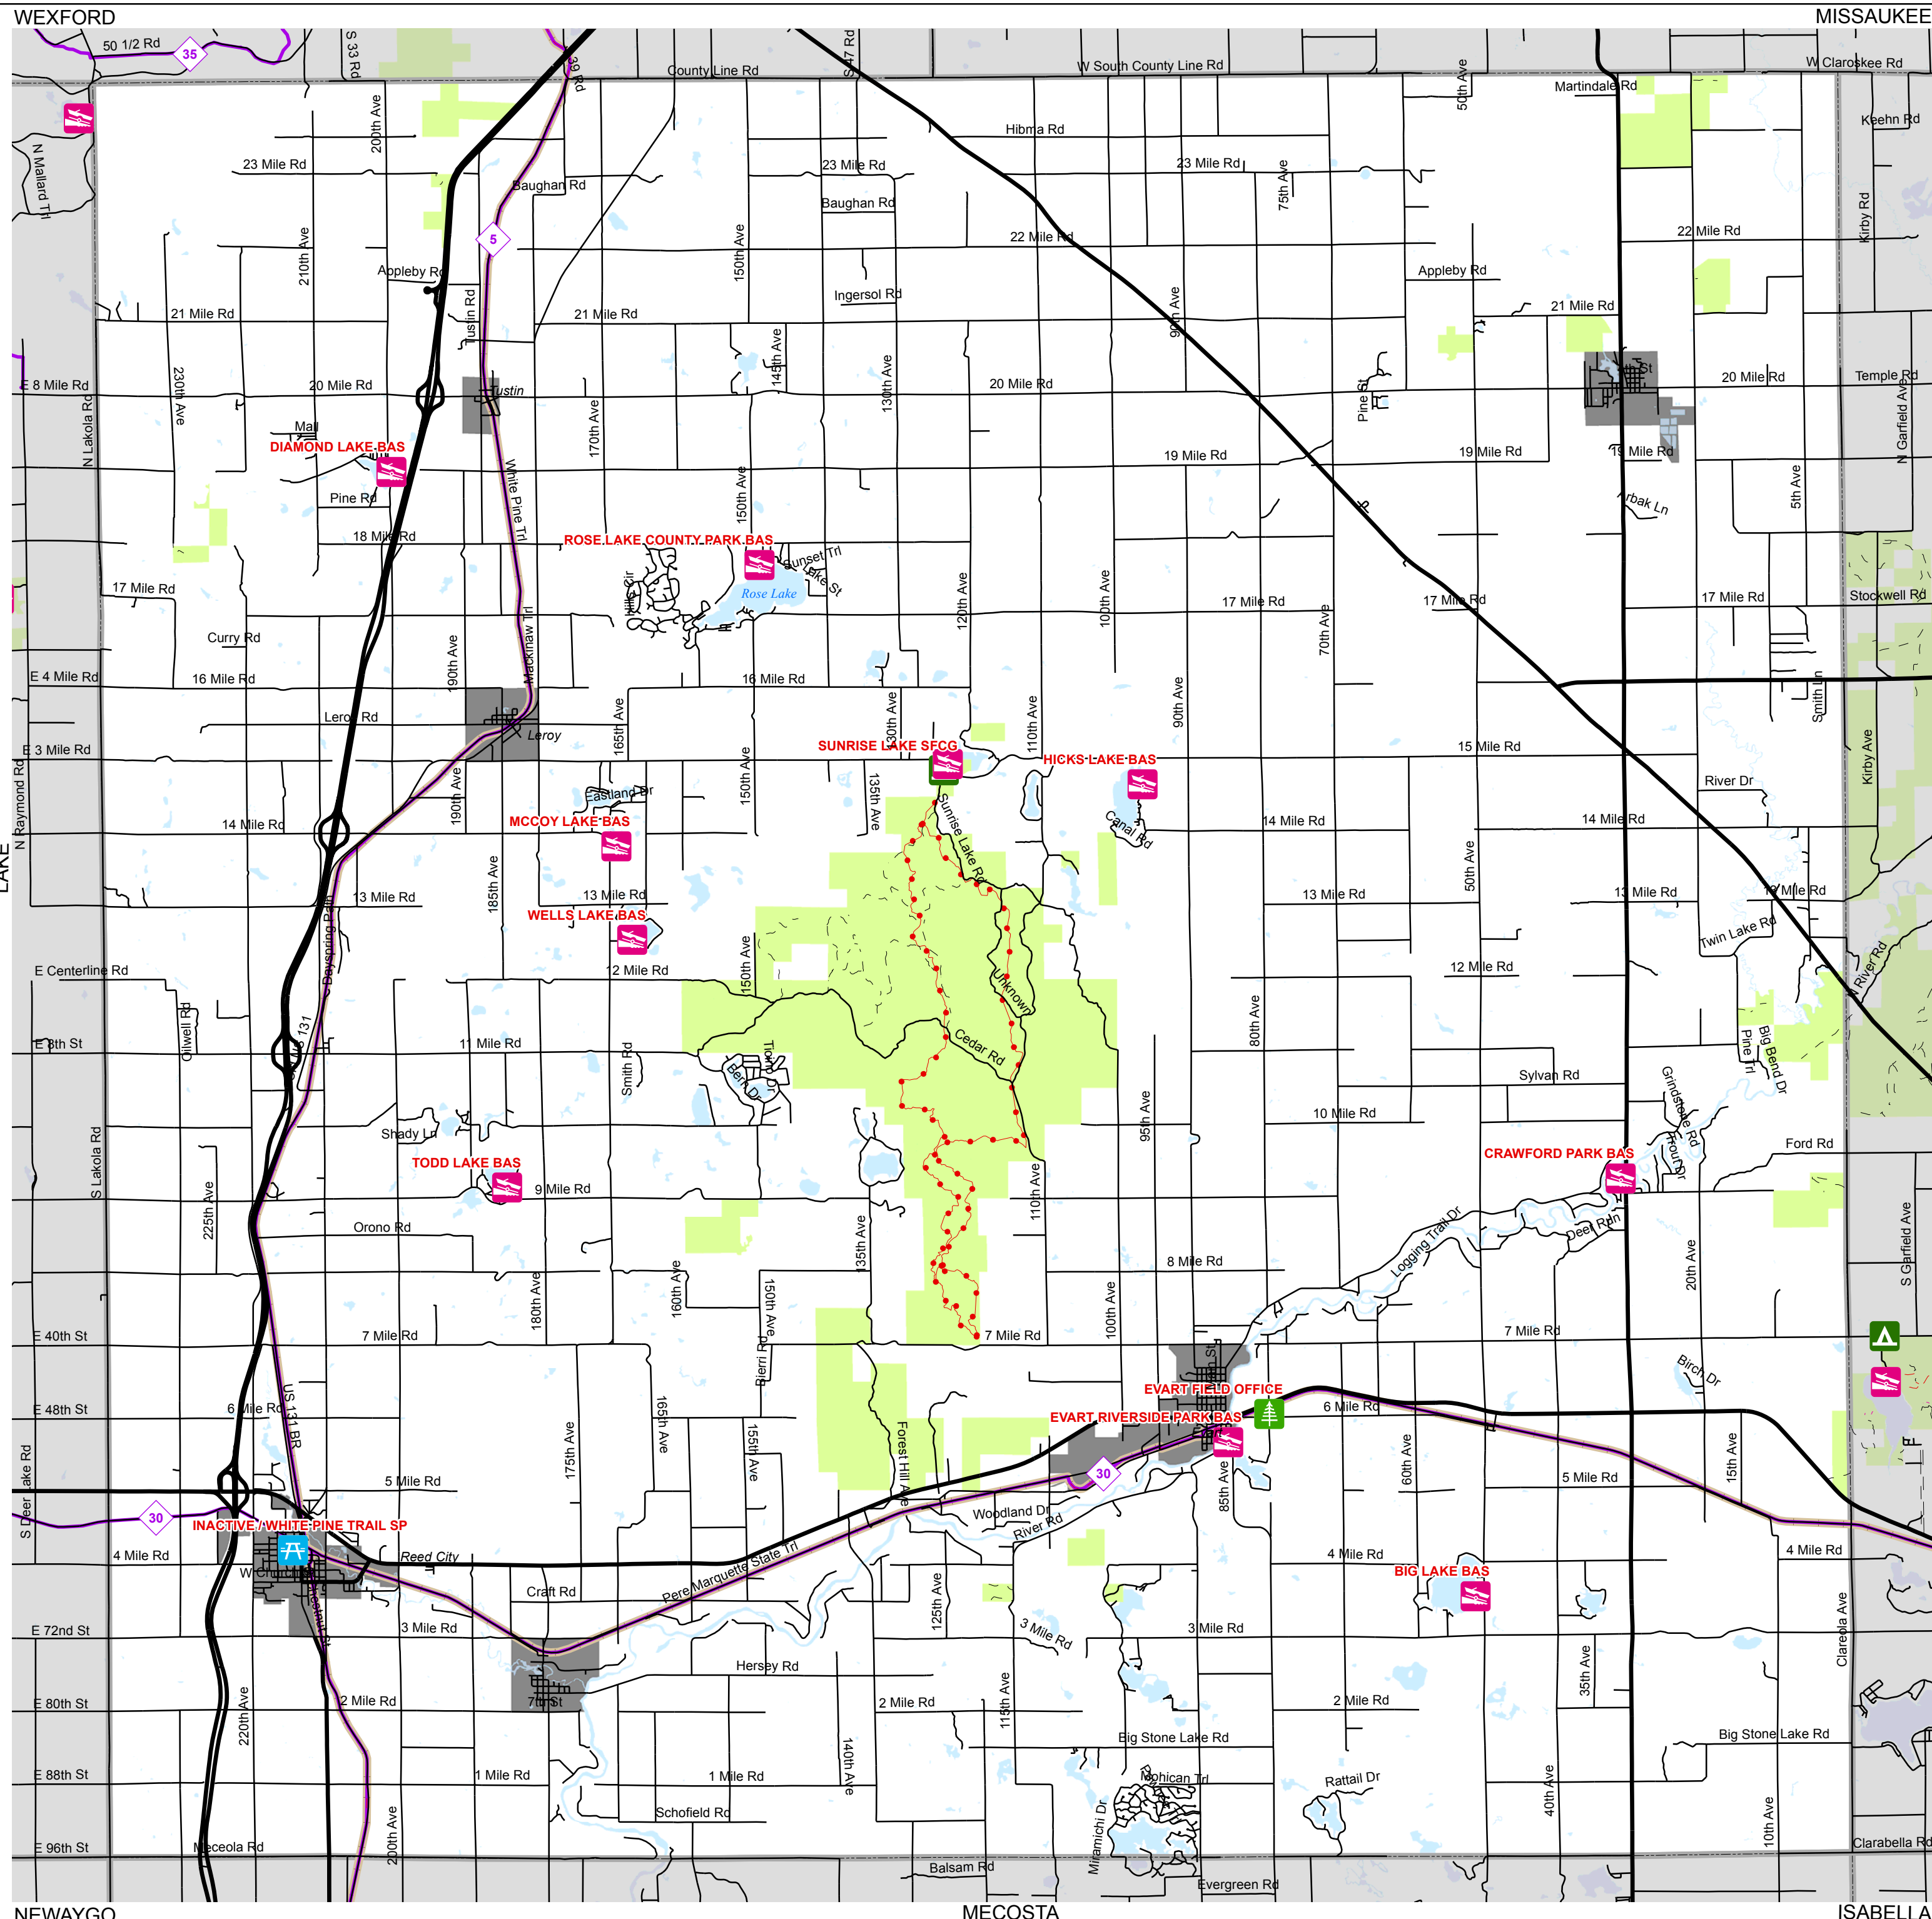 WEXFORD
MISSAUKEE
50 1/2 Rd
35
S 33 Rd
39 Rd
County Line Rd
S 47 Rd
W South County Line Rd
50th Ave
Martindale Rd
W Claroskee Rd
Keehn Rd
N Mallard Trl
200th Ave
23 Mile Rd
Baughan Rd
23 Mile Rd
Baughan Rd
Hibma Rd
23 Mile Rd
75th Ave
Kirby Rd
210th Ave
5
150th Ave
22 Mile Rd
22 Mile Rd
Appleby Rd
Appleby Rd
Tustin Rd
Ingersol Rd
90th Ave
21 Mile Rd
21 Mile Rd
21 Mile Rd
145th Ave
130th Ave
E 8 Mile Rd
230th Ave
20 Mile Rd
Tustin
20 Mile Rd
Pine St
20 Mile Rd
Temple Rd
N Lakola Rd
N Garfield Ave
Mall
170th Ave
DIAMOND LAKE BAS
19 Mile Rd
19 Mile Rd
19 Mile Rd
5th Ave
White Pine Trl
150th Ave
Pine Rd
Arbak Ln
18 Mile Rd
ROSE LAKE COUNTY PARK BAS
Sunset Trl
Lake St
Rose Lake
17 Mile Rd
120th Ave
100th Ave
17 Mile Rd
17 Mile Rd
17 Mile Rd
Stockwell Rd
70th Ave
Curry Rd
190th Ave
Mackinaw Trl
E 4 Mile Rd
16 Mile Rd
16 Mile Rd
90th Ave
Smith Ln
Leroy Rd
165th Ave
130th Ave
110th Ave
Leroy
E 3 Mile Rd
SUNRISE LAKE SFCG
HICKS LAKE BAS
15 Mile Rd
Kirby Ave
N Raymond Rd
190th Ave
Eastland Dr
150th Ave
135th Ave
Sunrise Lake Rd
River Dr
14 Mile Rd
MCCOY LAKE BAS
Canal Rd
14 Mile Rd
14 Mile Rd
LAKE
185th Ave
50th Ave
13 Mile Rd
13 Mile Rd
13 Mile Rd
13 Mile Rd
13 Mile Rd
WELLS LAKE BAS
Dayspring Path
Twin Lake Rd
150th Ave
E Centerline Rd
12 Mile Rd
12 Mile Rd
N River Rd
Unknown
Oilwell Rd
80th Ave
E 8th St
11 Mile Rd
Cedar Rd
Smith Rd
Ticino Dr
Bern Dr
Pine Trl
Big Bend Dr
Sylvan Rd
Grindstone Rd
10 Mile Rd
95th Ave
Shady Ln
S Lakola Rd
Trout Dr
Ford Rd
CRAWFORD PARK BAS
TODD LAKE BAS
9 Mile Rd
110th Ave
225th Ave
Orono Rd
135th Ave
Logging Trail Dr
Deer Run
20th Ave
S Garfield Ave
8 Mile Rd
180th Ave
160th Ave
150th Ave
100th Ave
E 40th St
7 Mile Rd
Bierri Rd
7 Mile Rd
7 Mile Rd
Birch Dr
US 131 BR
EVART FIELD OFFICE
E 48th St
6 Mile Rd
EVART RIVERSIDE PARK BAS
6 Mile Rd
175th Ave
165th Ave
155th Ave
Forest Hill Ave
S Deer Lake Rd
5 Mile Rd
30
85th Ave
60th Ave
5 Mile Rd
15th Ave
30
INACTIVE / WHITE PINE TRAIL SP
Woodland Dr
River Rd
4 Mile Rd
Reed City
Pere Marquette State Trl
4 Mile Rd
4 Mile Rd
Craft Rd
BIG LAKE BAS
125th Ave
E 72nd St
3 Mile Rd
3 Mile Rd
3 Mile Rd
Clareola Ave
Hersey Rd
35th Ave
E 80th St
220th Ave
2 Mile Rd
7th St
2 Mile Rd
115th Ave
2 Mile Rd
Big Stone Lake Rd
Big Stone Lake Rd
140th Ave
E 88th St
1 Mile Rd
1 Mile Rd
Mohican Trl
Rattail Dr
40th Ave
200th Ave
Schofield Rd
Miramichi Dr
10th Ave
E 96th St
Meceola Rd
Balsam Rd
Clarabella Rd
Evergreen Rd
NEWAYGO
MECOSTA
ISABELLA